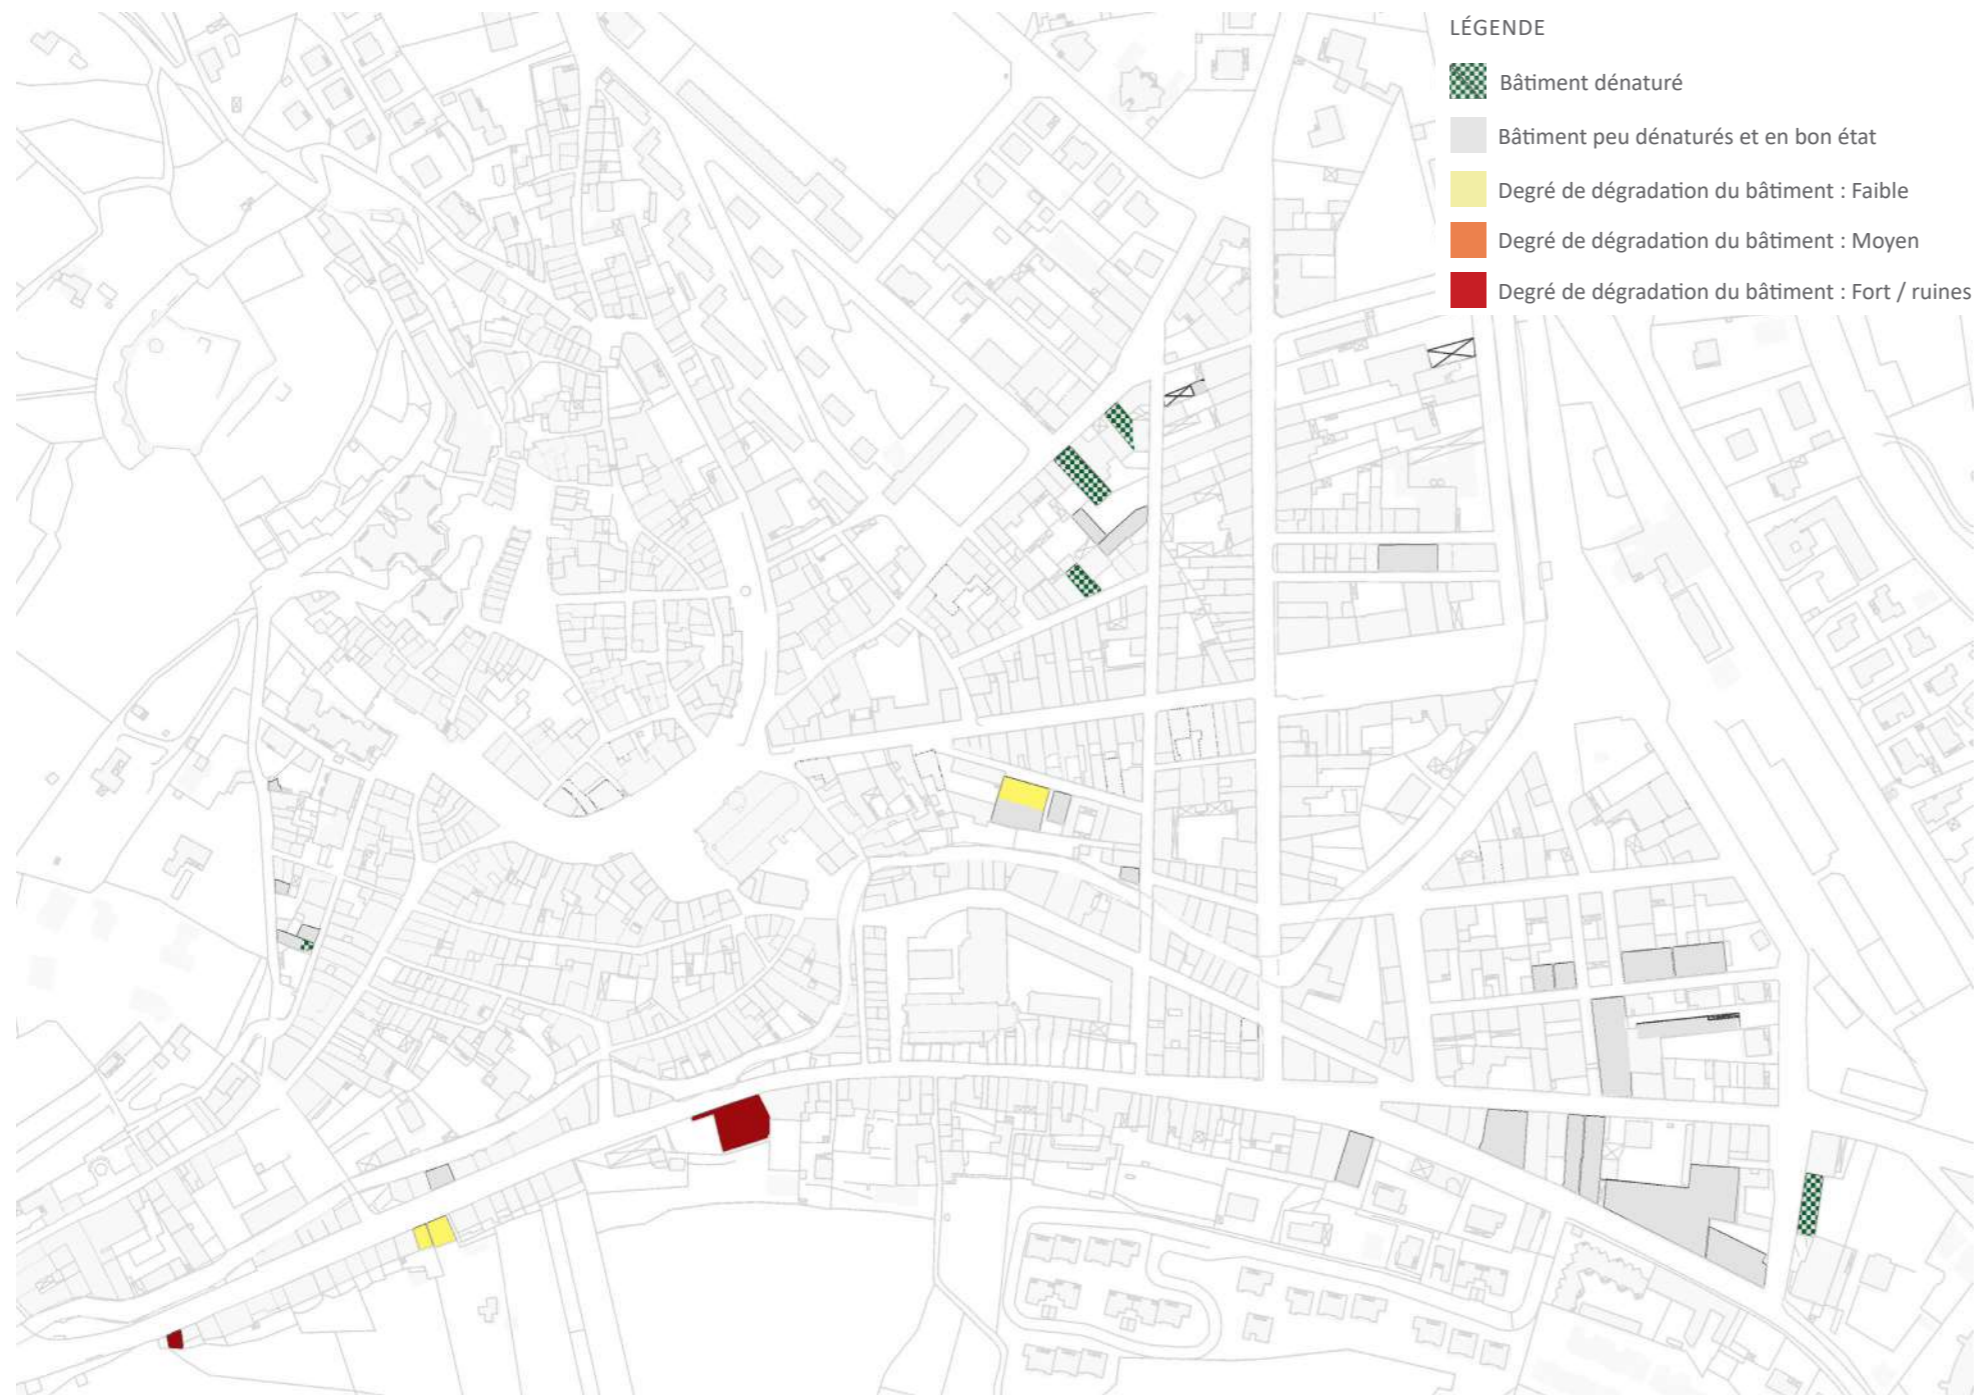 LÉGENDE
Bâtiment dénaturé
Bâtiment peu dénaturés et en bon état
Degré de dégradation du bâtiment : Faible
Degré de dégradation du bâtiment : Moyen
Degré de dégradation du bâtiment : Fort / ruines